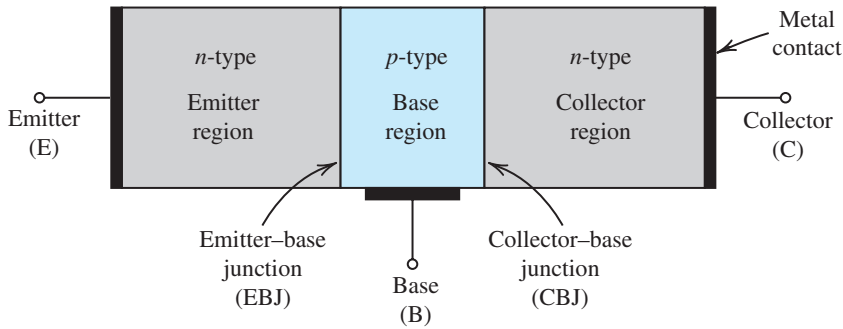 Metal
contact
n-type
Emitter
region
p-type
Base
region
n-type
Collector
region
Emitter
(E)
Collector
(C)
Emitter–base
junction
(EBJ)
Base
(B)
Collector–base
junction
(CBJ)